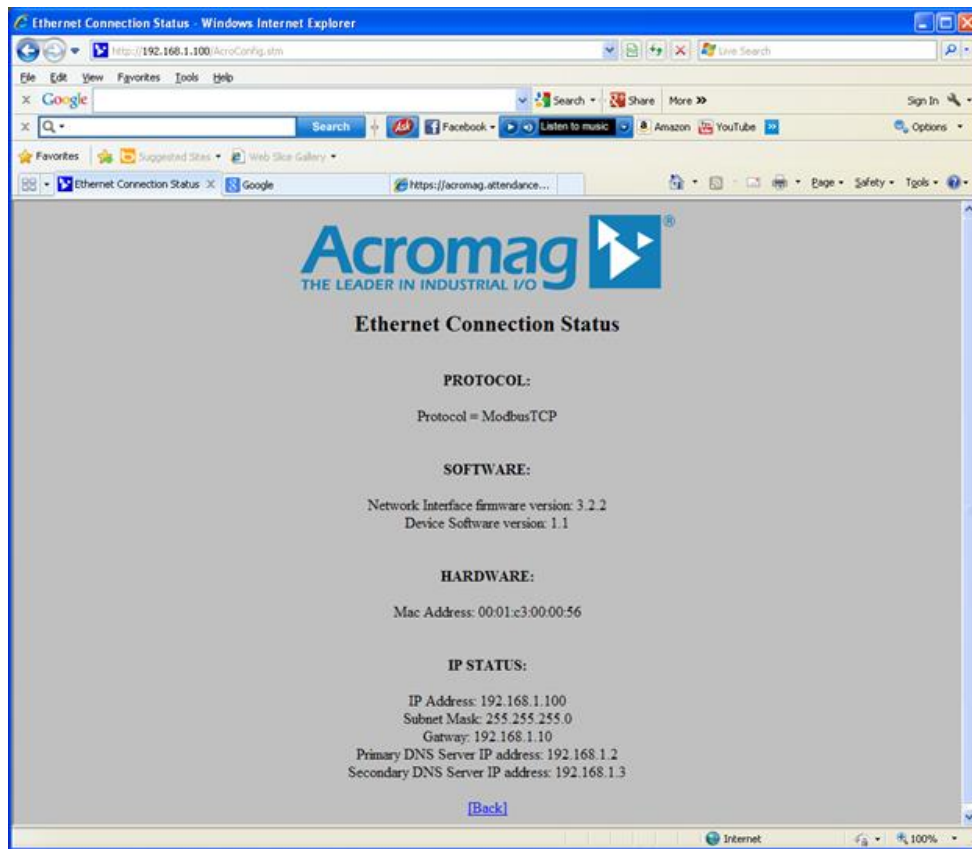 Ethernet Connection Status - Windows Internet Explorer
http://192.168.1.100/AcroConfig.stm
Live Search
File Edit View Favorites Tools Help
x Google Search Share More » Sign In
x Search Ask Facebook Listen to music Amazon YouTube » Options
Favorites Suggested Sites Web Slice Gallery
Ethernet Connection Status X Google https://acromag.attendance... Page Safety Tools
Acromag ®
THE LEADER IN INDUSTRIAL I/O
Ethernet Connection Status
PROTOCOL:
Protocol = ModbusTCP
SOFTWARE:
Network Interface firmware version: 3.2.2
Device Software version: 1.1
HARDWARE:
Mac Address: 00:01:c3:00:00:56
IP STATUS:
IP Address: 192.168.1.100
Subnet Mask: 255.255.255.0
Gatway: 192.168.1.10
Primary DNS Server IP address: 192.168.1.2
Secondary DNS Server IP address: 192.168.1.3
[Back]
Internet 100%